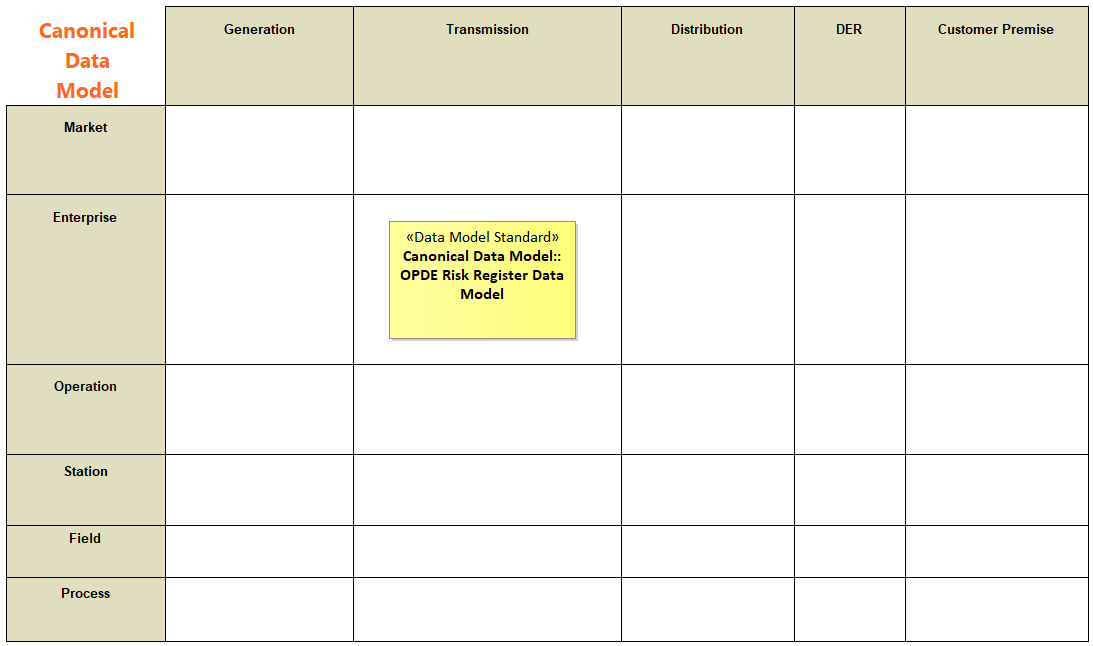 Canonical
Data
Model
Generation
Transmission
Distribution
DER
Customer Premise
Market
Enterprise
«Data Model Standard»
Canonical Data Model::
OPDE Risk Register Data
Model
Operation
Station
Field
Process